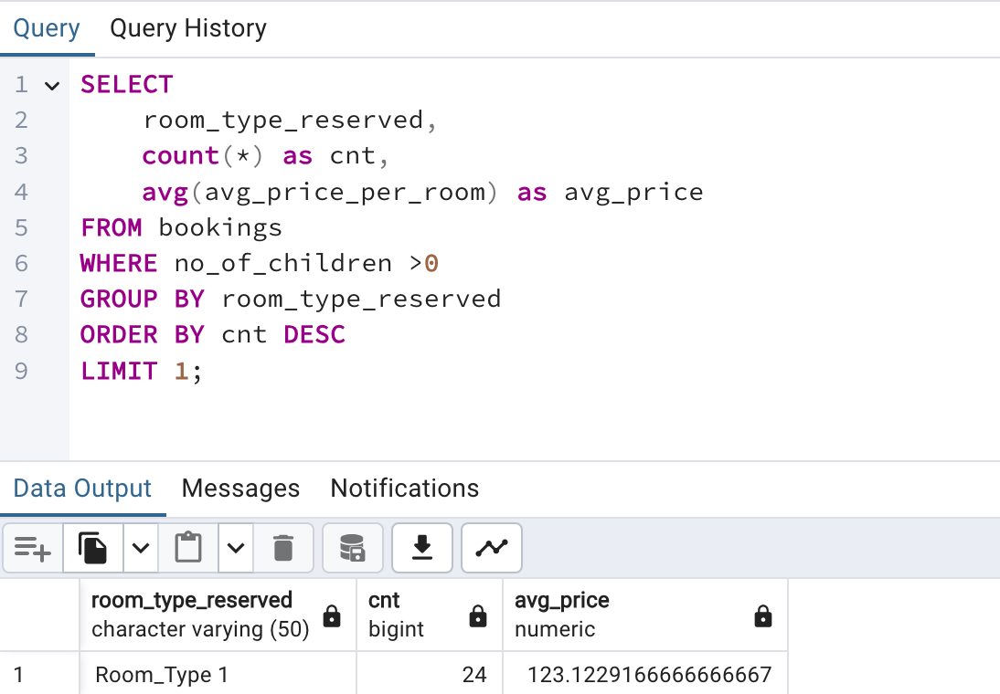 Query Query History
1 SELECT
2 room_type_reserved,
3 count(*) as cnt,
4 avg(avg_price_per_room) as avg_price
5 FROM bookings
6 WHERE no_of_children >0
7 GROUP BY room_type_reserved
8 ORDER BY cnt DESC
9 LIMIT 1;
Data Output Messages Notifications
room_type_reserved cnt avg_price
character varying (50) bigint numeric
1 Room_Type 1 24 123.1229166666666667